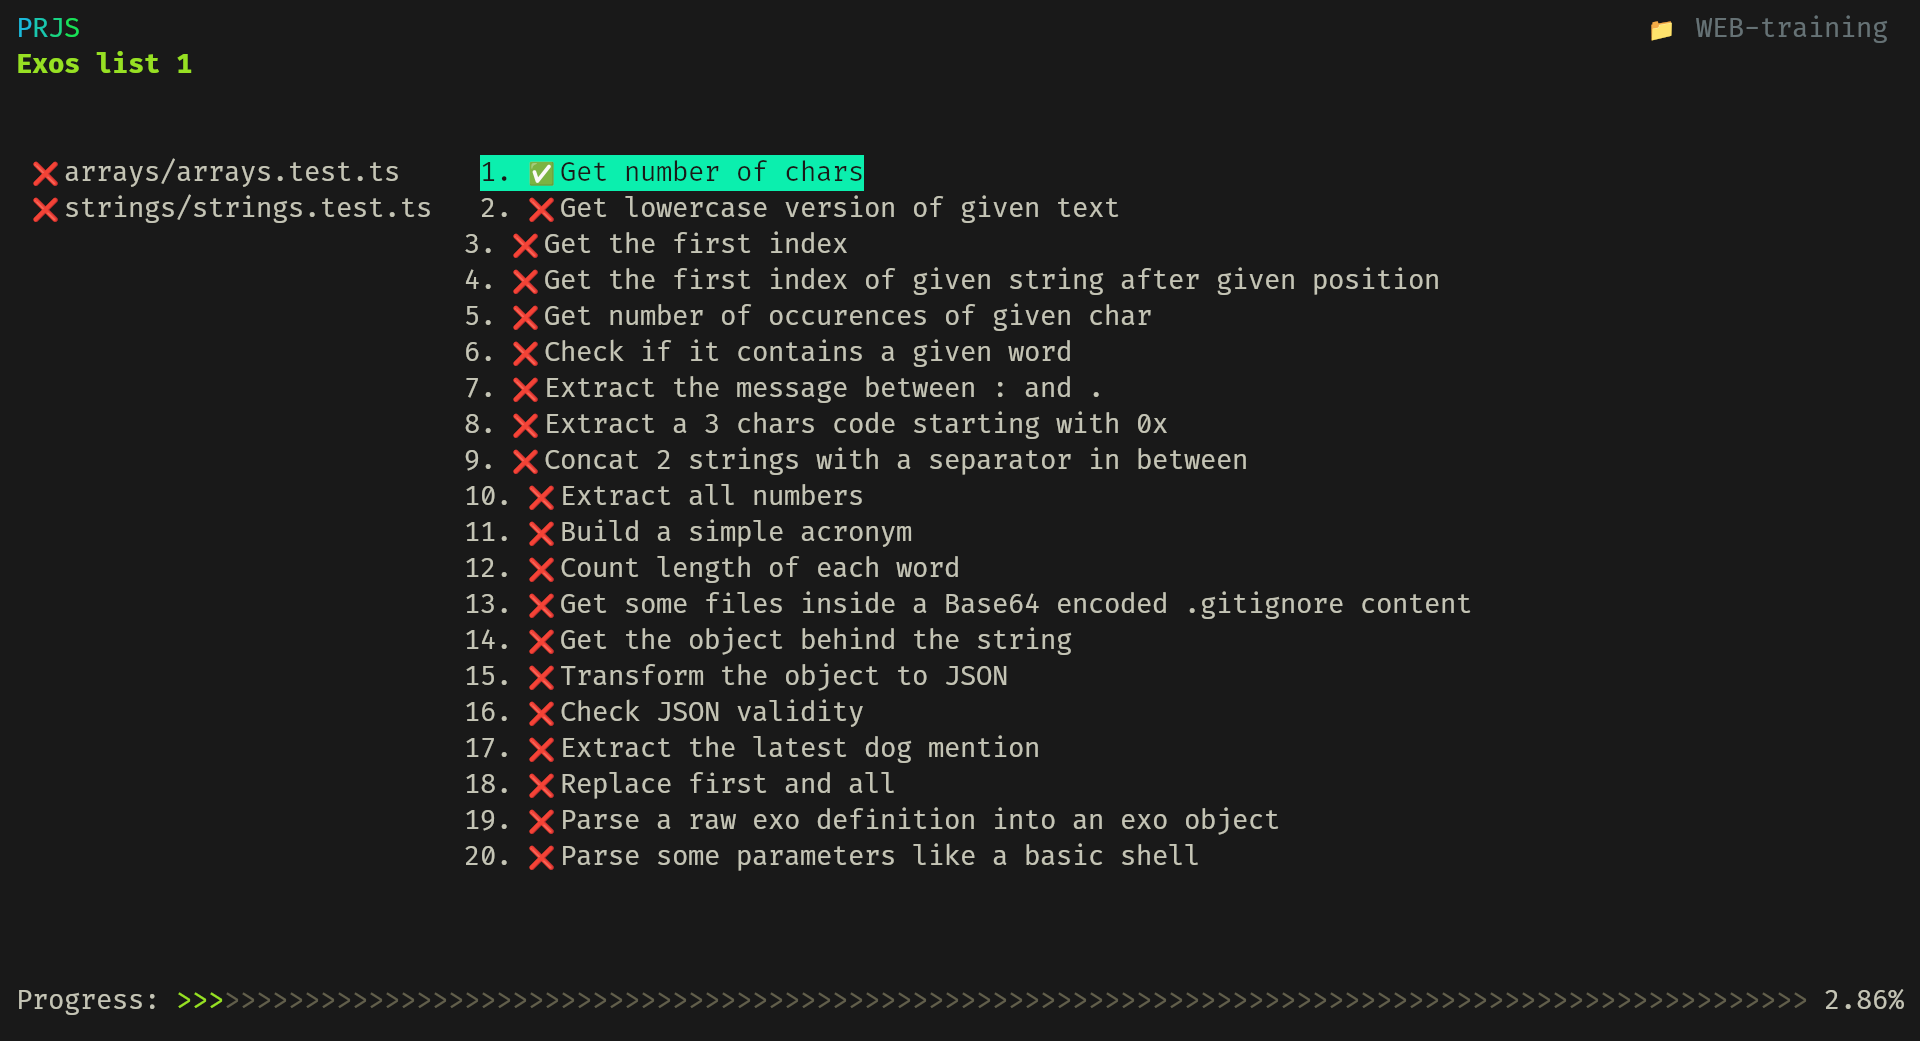 PRJS
📁 WEB-training
Exos list 1
❌ arrays/arrays.test.ts
❌ strings/strings.test.ts
1. ✅ Get number of chars
2. ❌ Get lowercase version of given text
3. ❌ Get the first index
4. ❌ Get the first index of given string after given position
5. ❌ Get number of occurences of given char
6. ❌ Check if it contains a given word
7. ❌ Extract the message between : and .
8. ❌ Extract a 3 chars code starting with 0x
9. ❌ Concat 2 strings with a separator in between
10. ❌ Extract all numbers
11. ❌ Build a simple acronym
12. ❌ Count length of each word
13. ❌ Get some files inside a Base64 encoded .gitignore content
14. ❌ Get the object behind the string
15. ❌ Transform the object to JSON
16. ❌ Check JSON validity
17. ❌ Extract the latest dog mention
18. ❌ Replace first and all
19. ❌ Parse a raw exo definition into an exo object
20. ❌ Parse some parameters like a basic shell
Progress: >>>>>>>>>>>>>>>>>>>>>>>>>>>>>>>>>>>>>>>>>>>>>>>>>>>>>>>>>>>>>>>>>>>>>>>>>>>>>>>>>>>>>>>>>>>>>>>>>>>>>> 2.86%